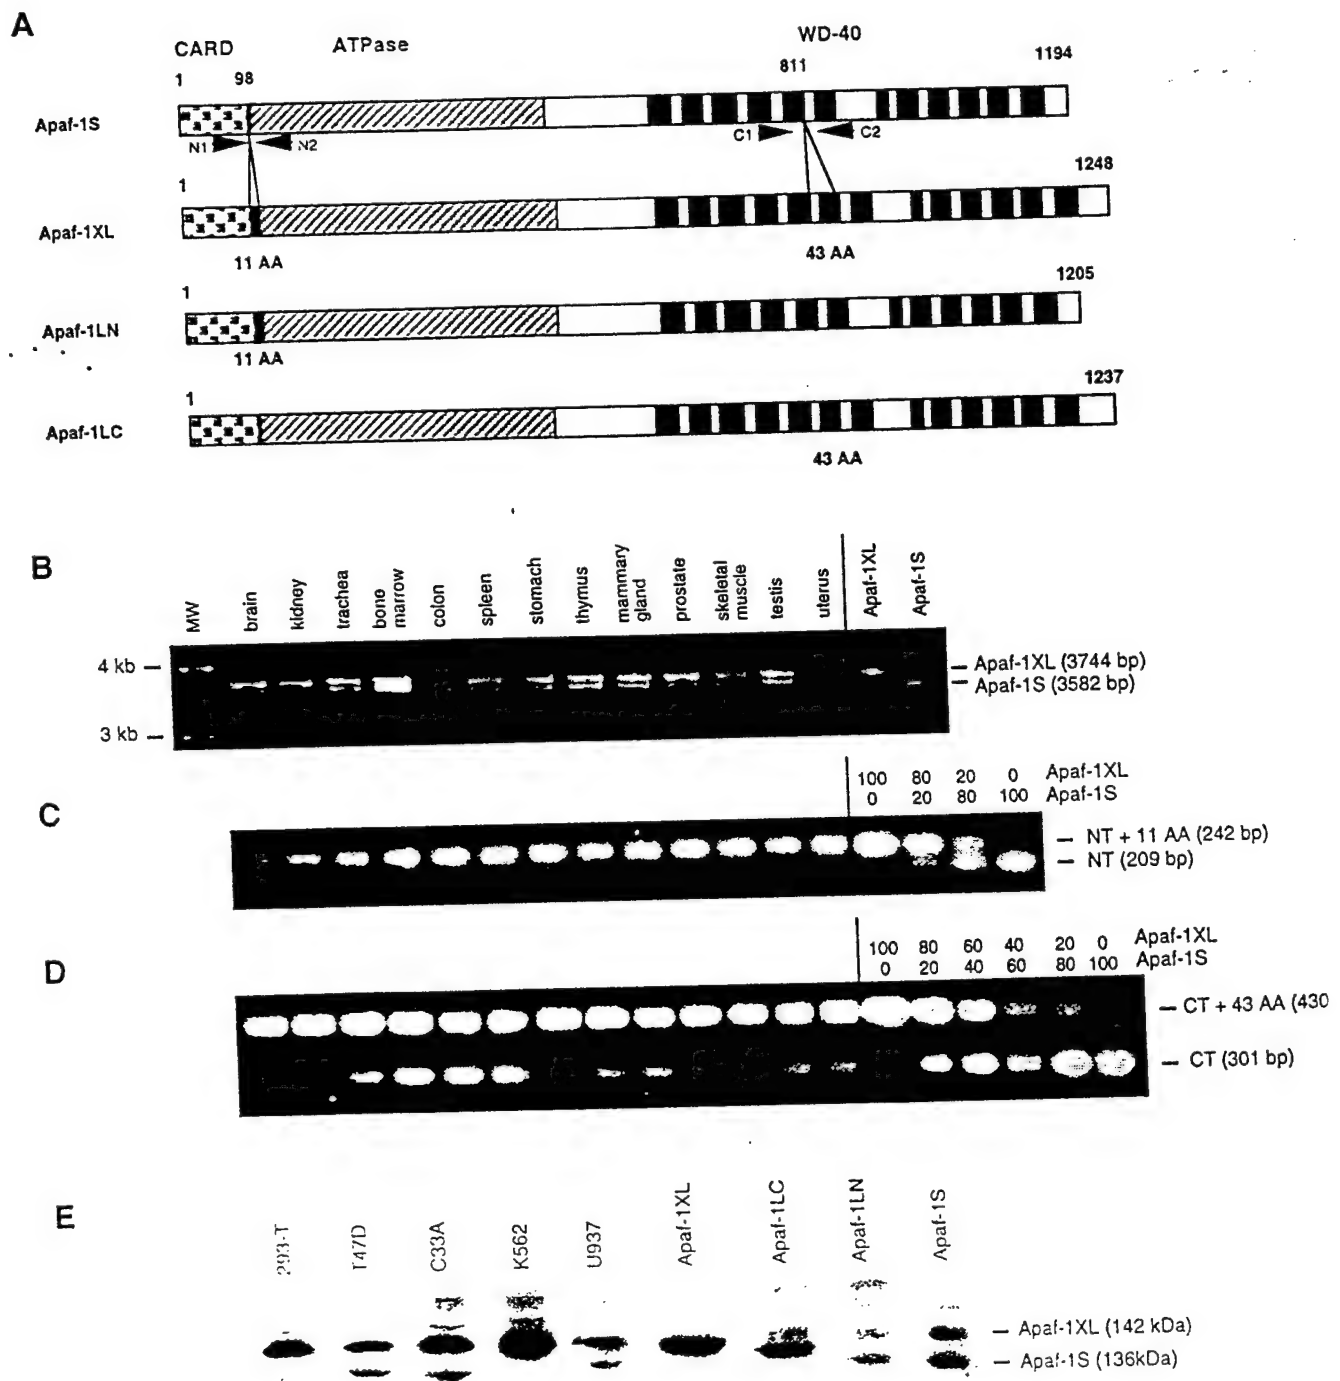 A
CARD ATPase WD-40
1 98 811 1194
Apaf-1S
N1 N2 C1 C2
1 1248
Apaf-1XL
11 AA 43 AA
1 1205
Apaf-1LN
11 AA
1 1237
Apaf-1LC
43 AA
B
MW brain kidney trachea bone marrow colon spleen stomach thymus mammary gland prostate skeletal muscle testis uterus Apaf-1XL Apaf-1S
4 kb
Apaf-1XL (3744 bp)
Apaf-1S (3582 bp)
3 kb
C
100 80 20 0 Apaf-1XL
0 20 80 100 Apaf-1S
NT + 11 AA (242 bp)
NT (209 bp)
D
100 80 60 40 20 0 Apaf-1XL
0 20 40 60 80 100 Apaf-1S
CT + 43 AA (430
CT (301 bp)
E
293-T T47D C33A K562 U937 Apaf-1XL Apaf-1LC Apaf-1LN Apaf-1S
Apaf-1XL (142 kDa)
Apaf-1S (136kDa)